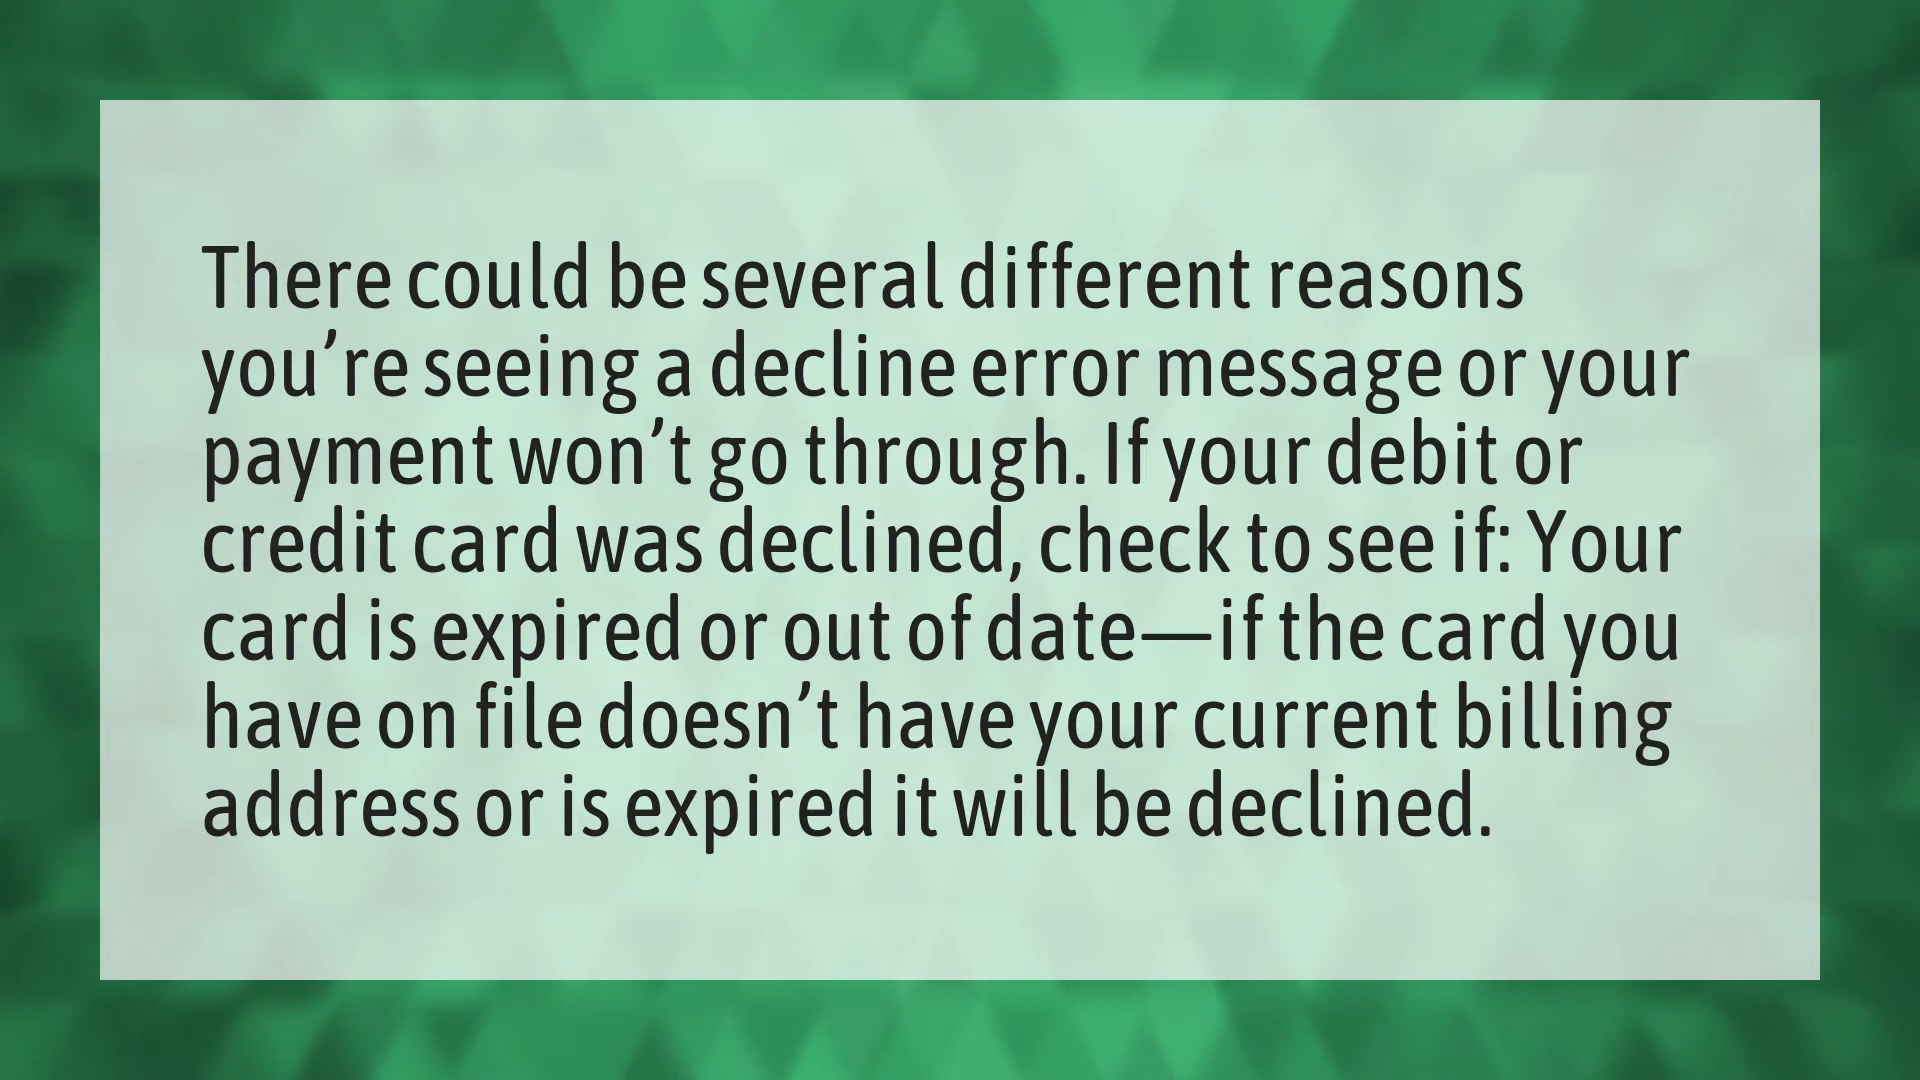 There could be several different reasons
you’re seeing a decline error message or your
payment won’t go through. If your debit or
credit card was declined, check to see if: Your
card is expired or out of date—if the card you
have on file doesn’t have your current billing
address or is expired it will be declined.